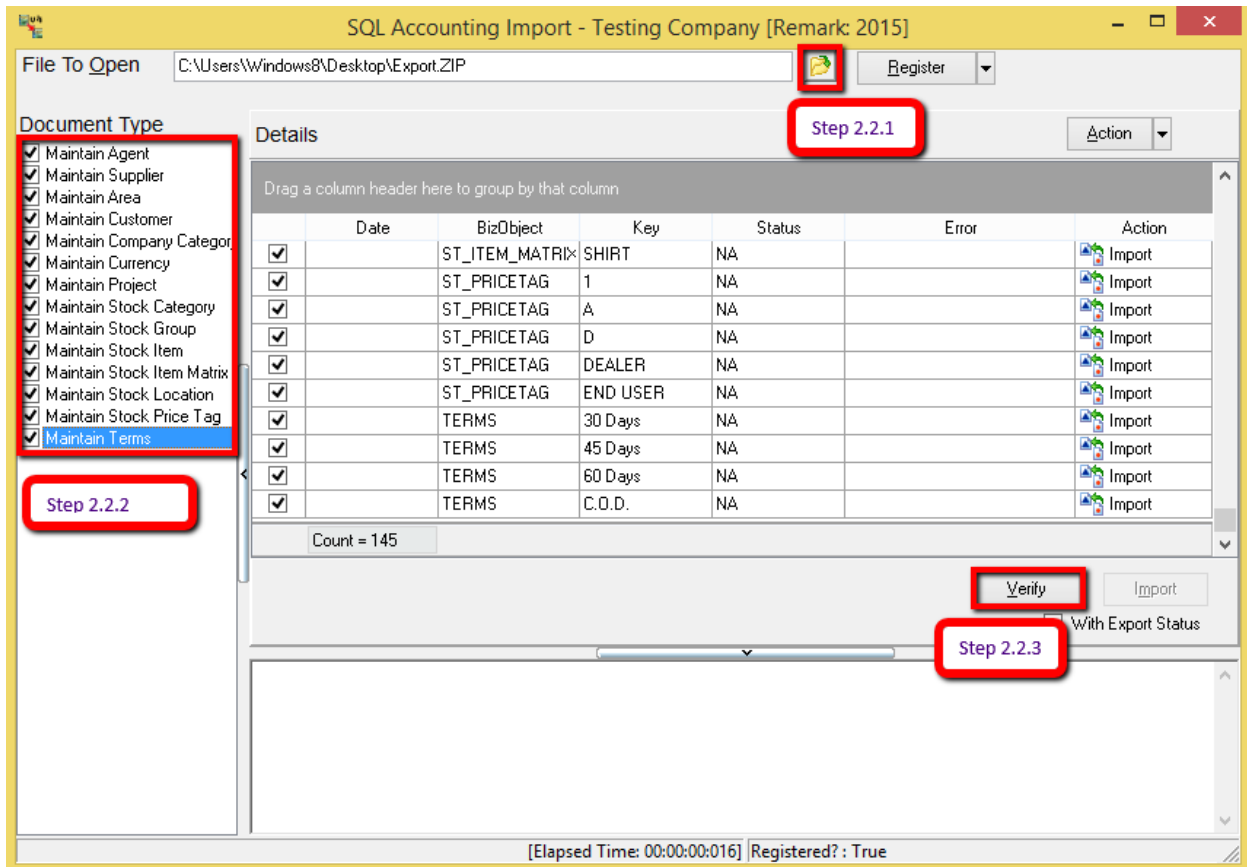 SQL Accounting Import - Testing Company [Remark: 2015]
File To Open C:\Users\Windows8\Desktop\Export.ZIP Register
Step 2.2.1
Document Type
Maintain Agent
Maintain Supplier
Maintain Area
Maintain Customer
Maintain Company Categor
Maintain Currency
Maintain Project
Maintain Stock Category
Maintain Stock Group
Maintain Stock Item
Maintain Stock Item Matrix
Maintain Stock Location
Maintain Stock Price Tag
Maintain Terms
Step 2.2.2
Details Action
Drag a column header here to group by that column
Date BizObject Key Status Error Action
ST_ITEM_MATRIX SHIRT NA Import
ST_PRICETAG 1 NA Import
ST_PRICETAG A NA Import
ST_PRICETAG D NA Import
ST_PRICETAG DEALER NA Import
ST_PRICETAG END USER NA Import
TERMS 30 Days NA Import
TERMS 45 Days NA Import
TERMS 60 Days NA Import
TERMS C.O.D. NA Import
Count = 145
Verify Import
With Export Status
Step 2.2.3
[Elapsed Time: 00:00:00:016] Registered? : True